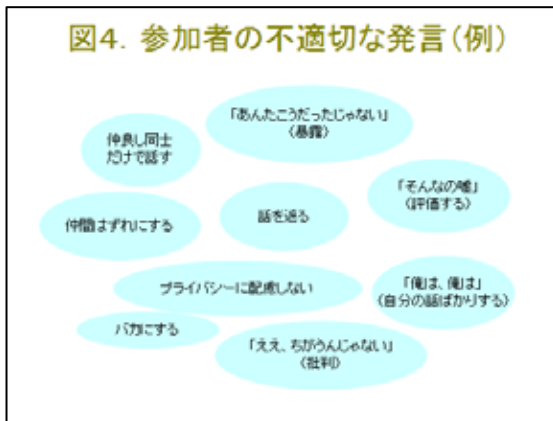 図4. 参加者の不適切な発言(例)
「あんたこうだったじゃない」
(暴露)
仲良し同士
だけで話す
「そんなの嘘」
(評価する)
話を遮る
仲間はずれにする
プライバシーに配慮しない
「俺は、俺は」
(自分の話ばかりする)
バカにする
「ええ、ちがうんじゃない」
(批判)